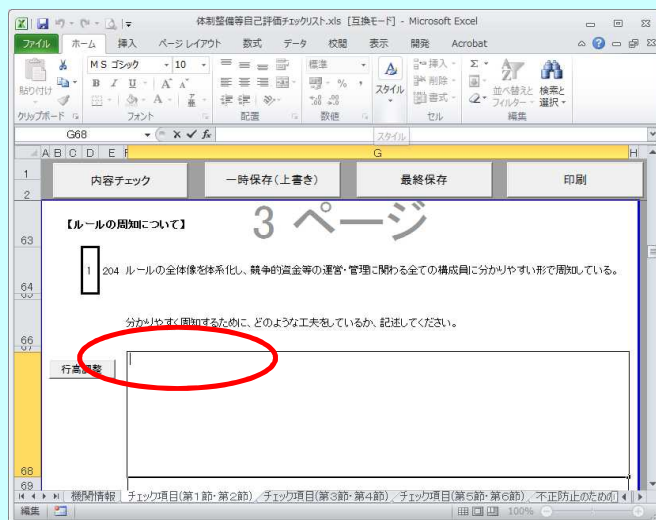 体制整備等自己評価チェックリスト.xls [互換モード] - Microsoft Excel
ファイル ホーム 挿入 ページ レイアウト 数式 データ 校閲 表示 開発 Acrobat
MS ゴシック 10 標準 挿入 Σ
貼り付け B I U スタイル 削除 並べ替えと フィルター 検索と 選択
書式
クリップボード フォント 配置 数値 セル 編集
G68 fx スタイル
A B C D E F G H
1 内容チェック 一時保存(上書き) 最終保存 印刷
2
3 ページ
【ルールの周知について】
63
1 204 ルールの全体像を体系化し、競争的資金等の運営・管理に関わる全ての構成員に分かりやすい形で周知している。
64
分かりやすく周知するために、どのような工夫をしているか、記述してください。
66
行高調整
68
69
機関情報 チェック項目(第1節・第2節) チェック項目(第3節・第4節) チェック項目(第5節・第6節) 不正防止のための
編集 100%